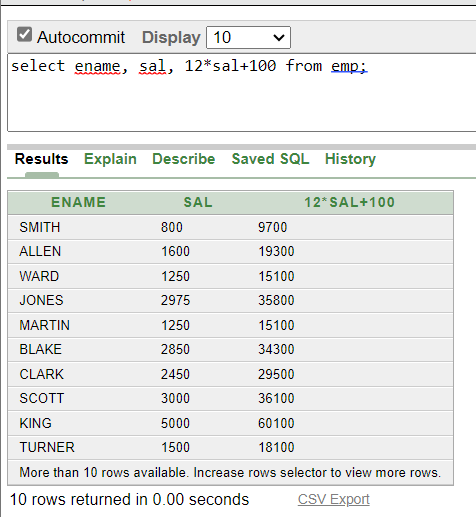 Autocommit Display 10
select ename, sal, 12*sal+100 from emp;
Results Explain Describe Saved SQL History
ENAME SAL 12*SAL+100
SMITH 800 9700
ALLEN 1600 19300
WARD 1250 15100
JONES 2975 35800
MARTIN 1250 15100
BLAKE 2850 34300
CLARK 2450 29500
SCOTT 3000 36100
KING 5000 60100
TURNER 1500 18100
More than 10 rows available. Increase rows selector to view more rows.
10 rows returned in 0.00 seconds CSV Export